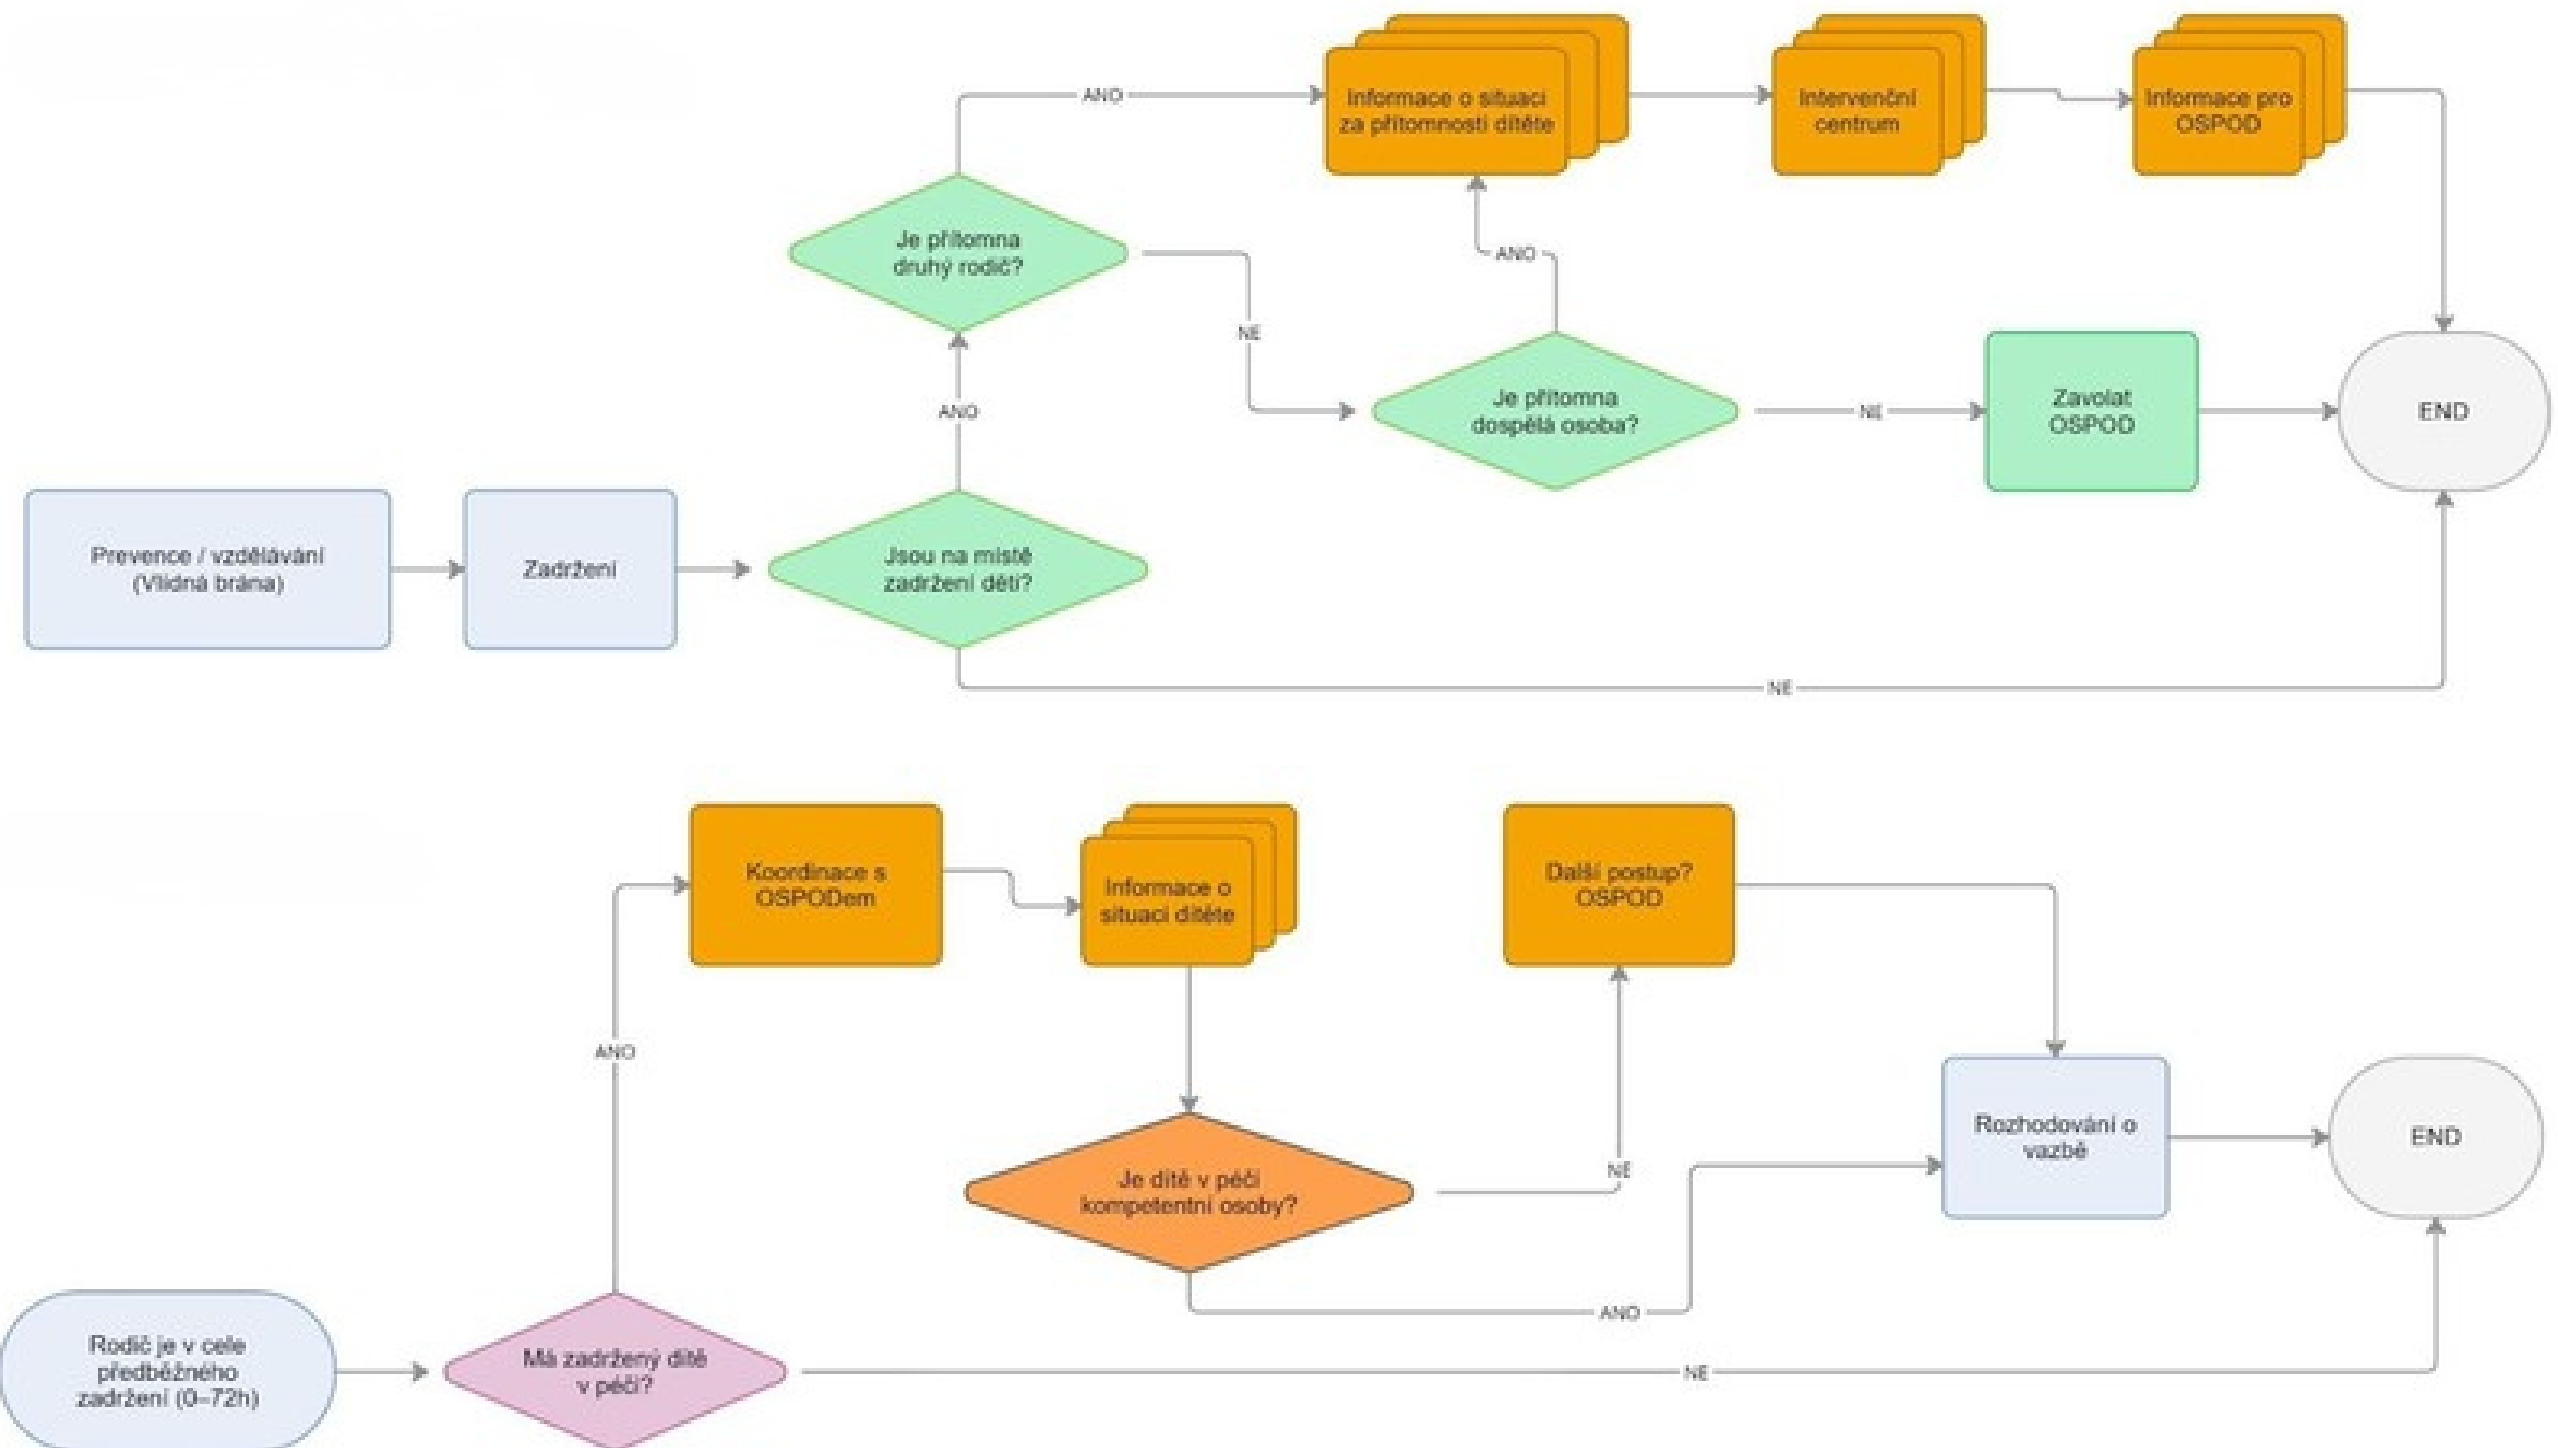 ANO
Informace o situaci
za přítomnosti dítěte
Intervenční
centrum
Informace pro
OSPOD
Je přítomna
druhý rodič?
ANO
NE
ANO
Je přítomna
dospělá osoba?
NE
Zavolat
OSPOD
END
Prevence / vzdělávání
(Vlídná brána)
Zadržení
Jsou na místě
zadržení děti?
NE
Koordinace s
OSPODem
Informace o
situaci dítěte
Další postup?
OSPOD
ANO
Je dítě v péči
kompetentní osoby?
NE
Rozhodování o
vazbě
END
ANO
Rodič je v cele
předběžného
zadržení (0–72h)
Má zadržený dítě
v péči?
NE